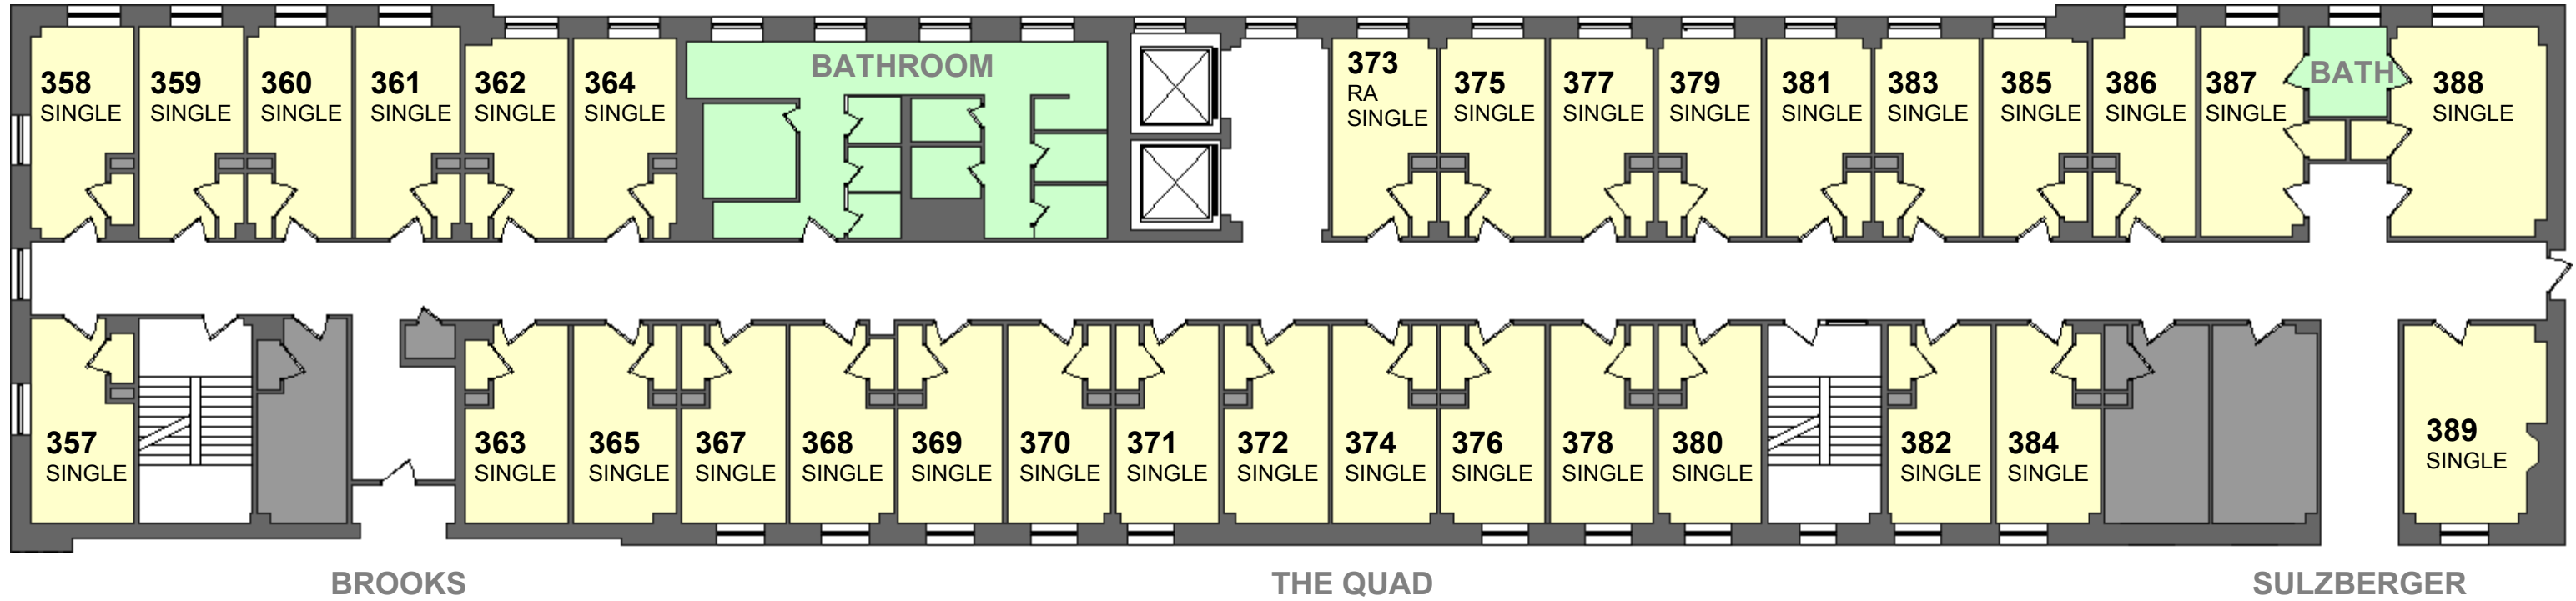 358
SINGLE
359
SINGLE
360
SINGLE
361
SINGLE
362
SINGLE
364
SINGLE
BATHROOM
373
RA
SINGLE
375
SINGLE
377
SINGLE
379
SINGLE
381
SINGLE
383
SINGLE
385
SINGLE
386
SINGLE
387
SINGLE
BATH
388
SINGLE
357
SINGLE
363
SINGLE
365
SINGLE
367
SINGLE
368
SINGLE
369
SINGLE
370
SINGLE
371
SINGLE
372
SINGLE
374
SINGLE
376
SINGLE
378
SINGLE
380
SINGLE
382
SINGLE
384
SINGLE
389
SINGLE
BROOKS
THE QUAD
SULZBERGER